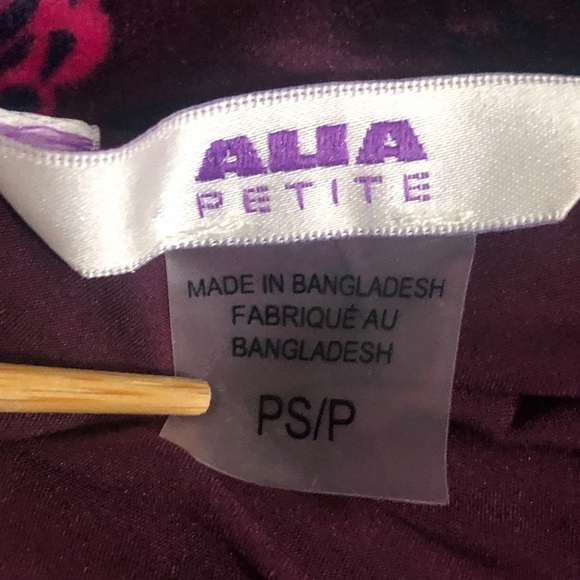 ALIA
PETITE
MADE IN BANGLADESH
FABRIQUÉ AU
BANGLADESH
PS/P